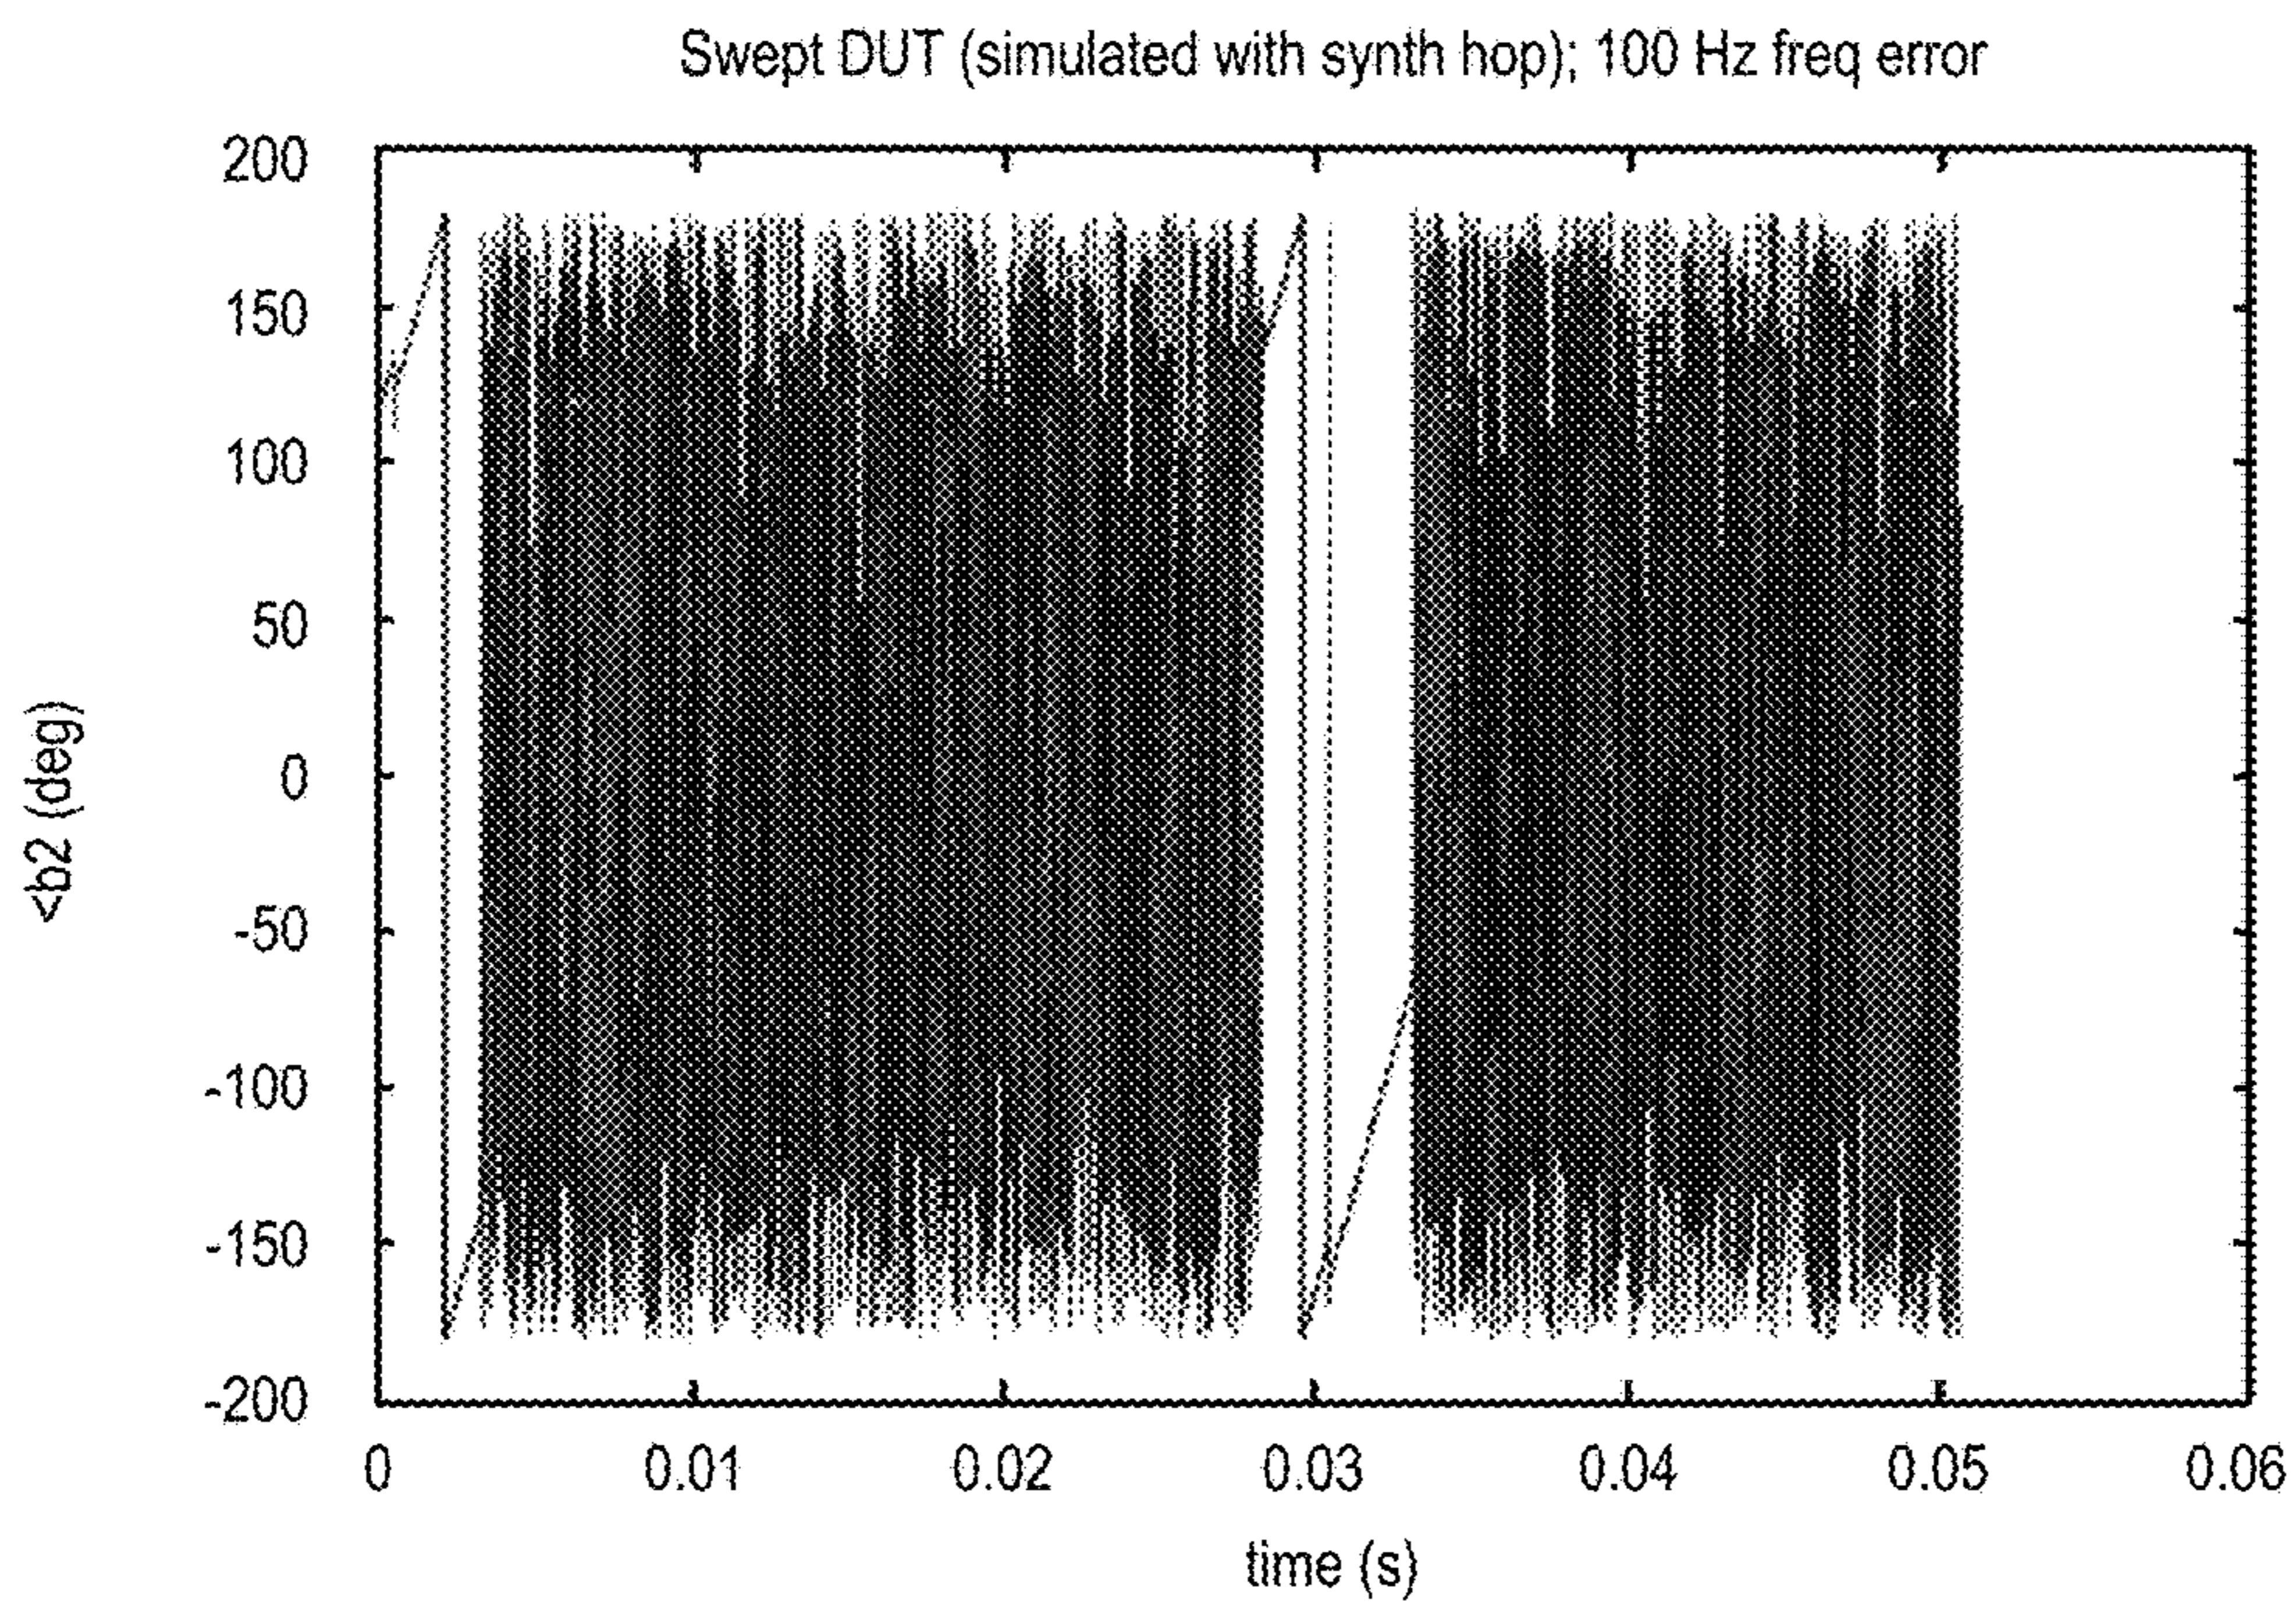 Swept DUT (simulated with synth hop); 100 Hz freq error
200
150
100
50
0
-50
-100
-150
-200
<b2 (deg)
0 0.01 0.02 0.03 0.04 0.05 0.06
time (s)